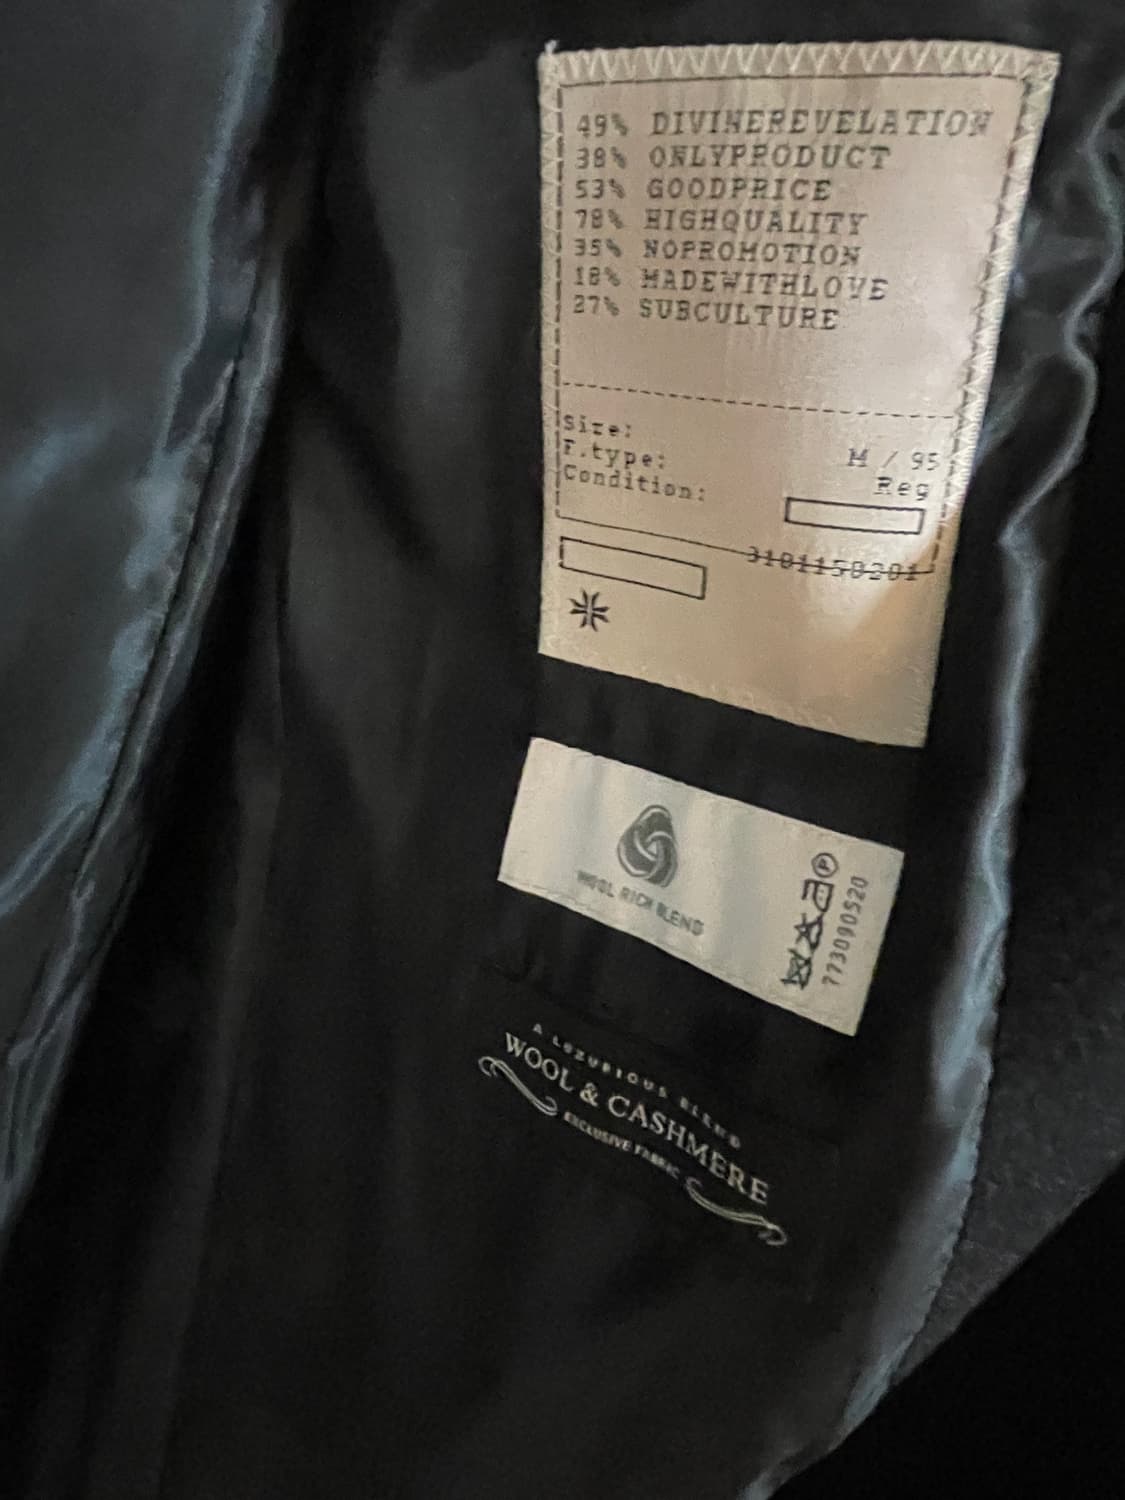 49% DIVINEREVELATION
38% ONLYPRODUCT
53% GOODPRICE
78% HIGHQUALITY
35% NOPROMOTION
18% MADEWITHLOVE
27% SUBCULTURE
Size: M / 95
F.type: Reg
Condition:
3101150201
WOOL RICH BLEND
P
773090520
A LUXURIOUS BLEND
WOOL & CASHMERE
EXCLUSIVE FABRIC